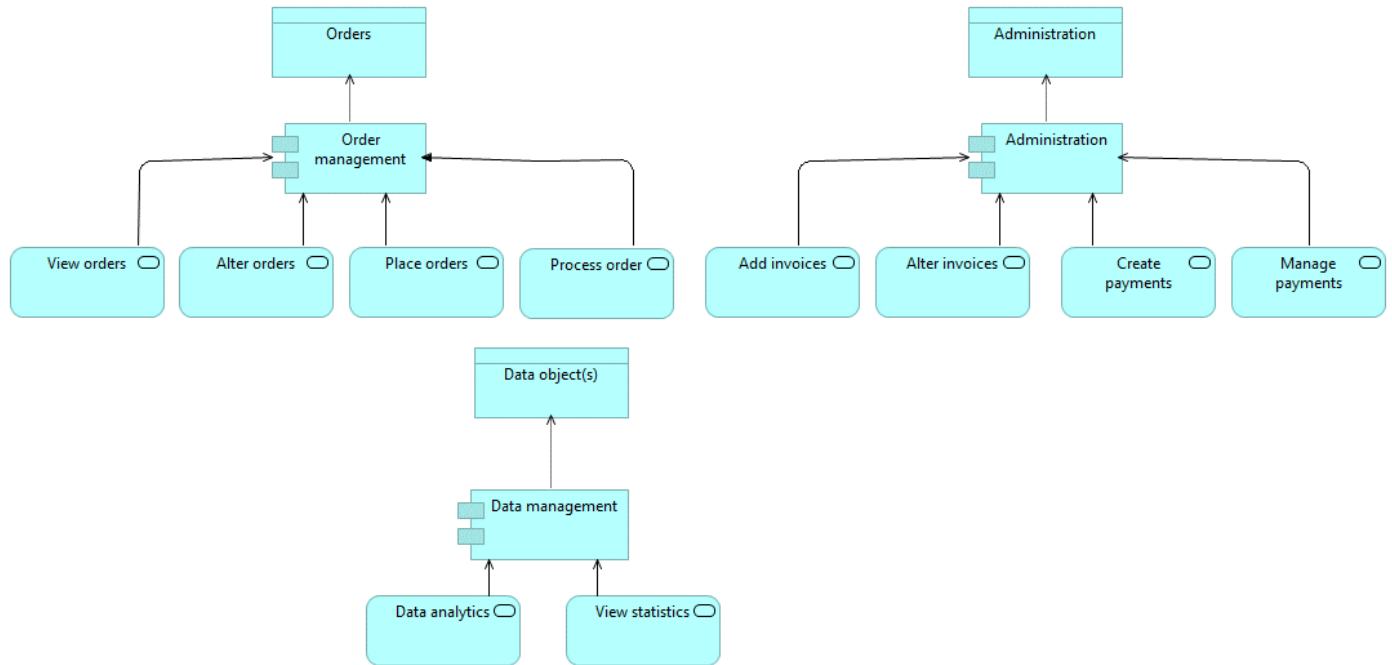 Orders
Administration
Order
management
Administration
View orders
Alter orders
Place orders
Process order
Add invoices
Alter invoices
Create
payments
Manage
payments
Data object(s)
Data management
Data analytics
View statistics